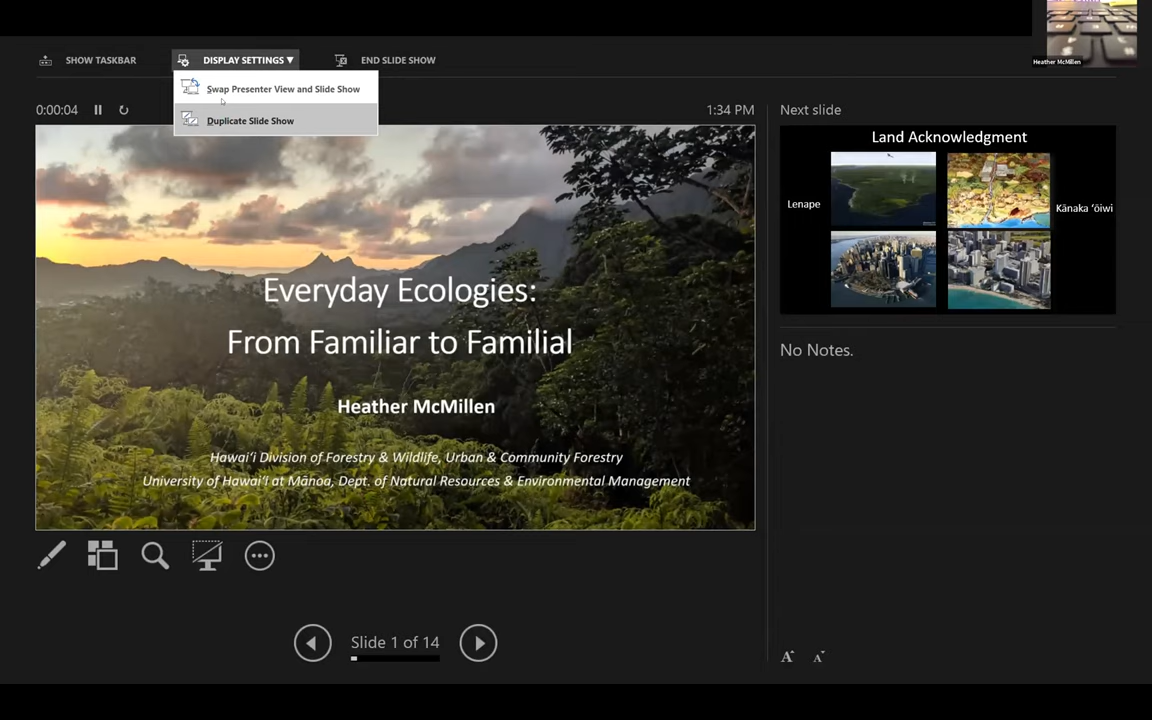 Heather McMillen
SHOW TASKBAR
DISPLAY SETTINGS ▼
END SLIDE SHOW
Swap Presenter View and Slide Show
Duplicate Slide Show
0:00:04
1:34 PM
Everyday Ecologies:
From Familiar to Familial
Heather McMillen
Hawai‘i Division of Forestry & Wildlife, Urban & Community Forestry
University of Hawai‘i at Mānoa, Dept. of Natural Resources & Environmental Management
Next slide
Land Acknowledgment
Lenape
Kānaka ʻōiwi
No Notes.
Slide 1 of 14
A A